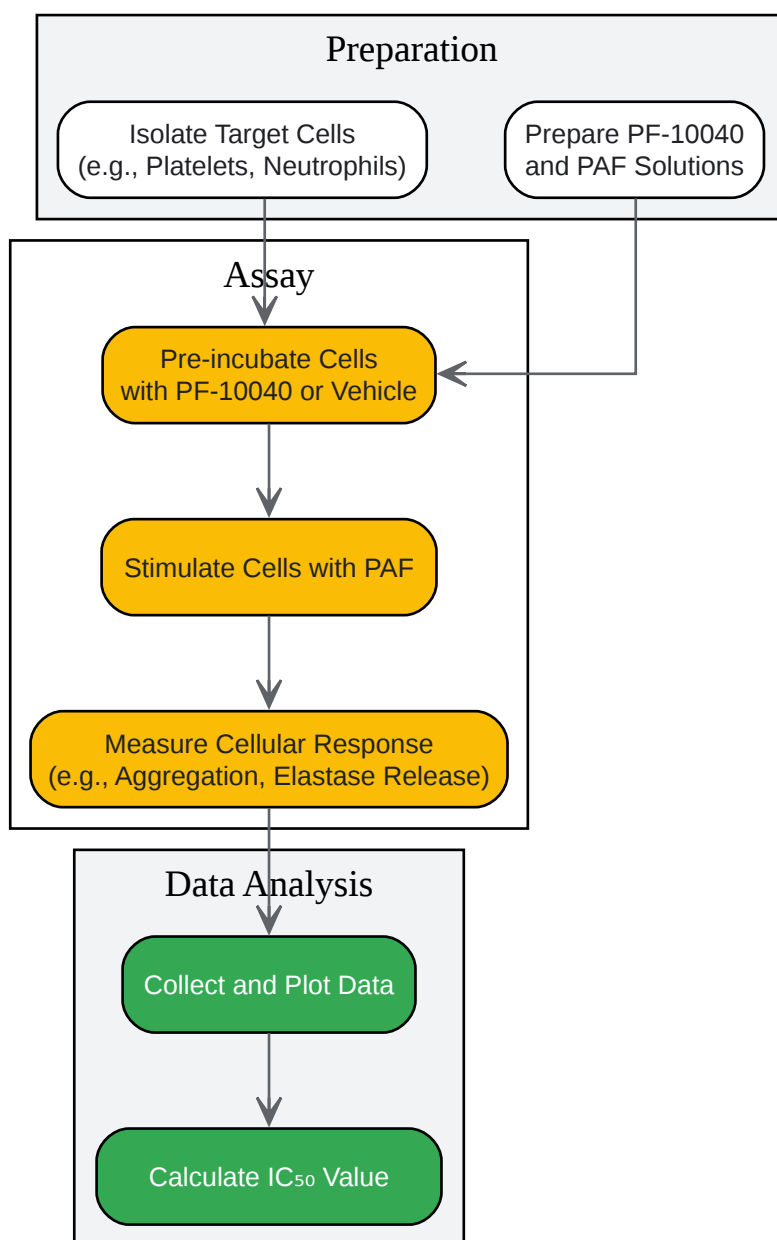 Preparation
Isolate Target Cells
(e.g., Platelets, Neutrophils)
Prepare PF-10040
and PAF Solutions
Assay
Pre-incubate Cells
with PF-10040 or Vehicle
Stimulate Cells with PAF
Measure Cellular Response
(e.g., Aggregation, Elastase Release)
Data Analysis
Collect and Plot Data
Calculate IC₅₀ Value